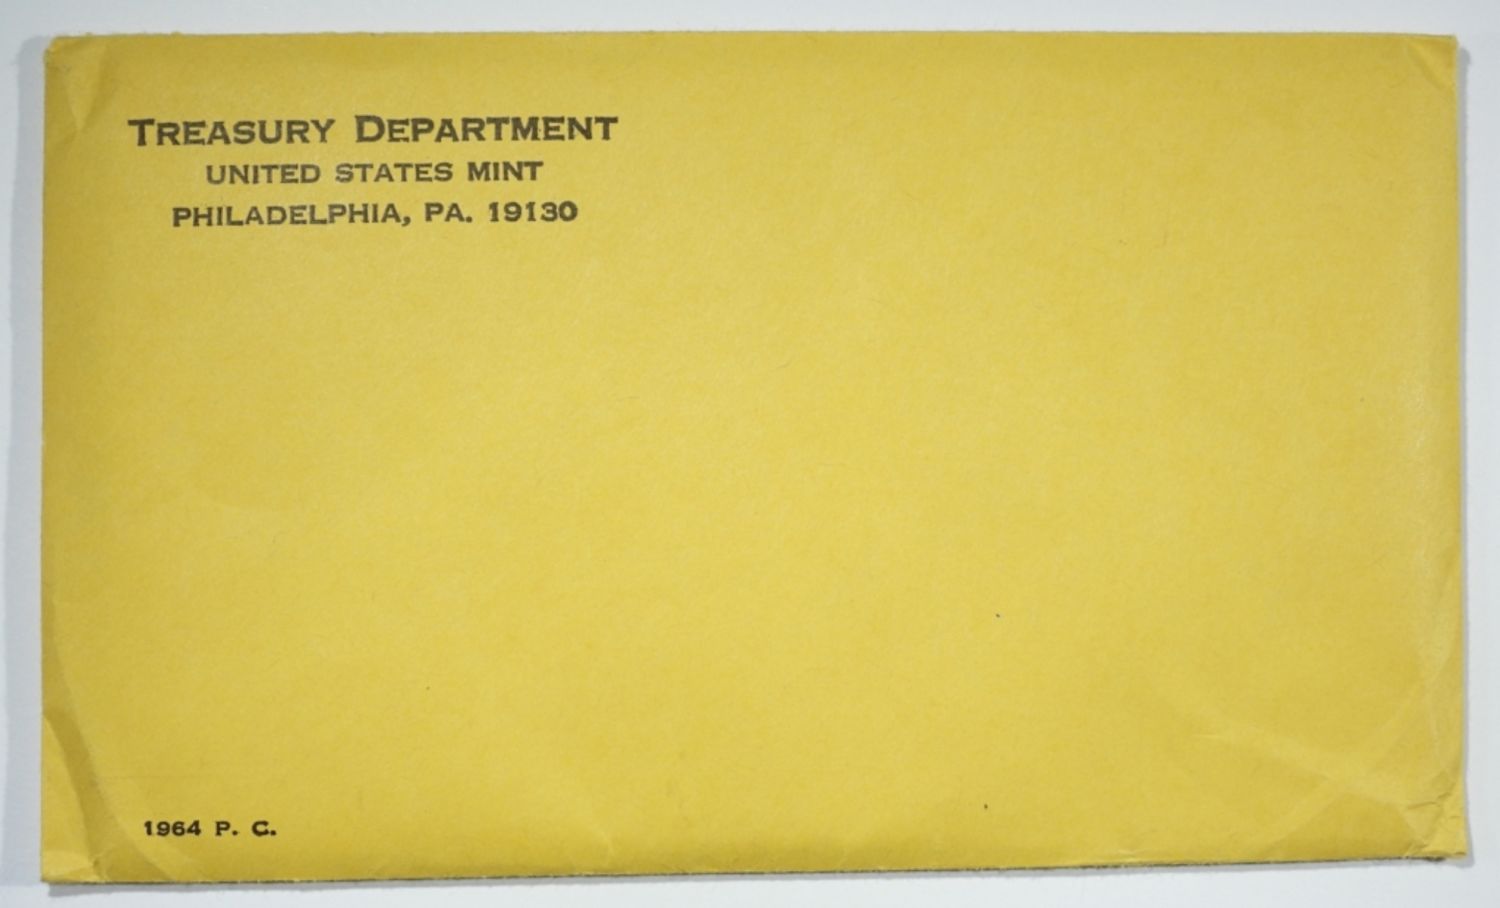 TREASURY DEPARTMENT
UNITED STATES MINT
PHILADELPHIA, PA. 19130
1964 P. C.